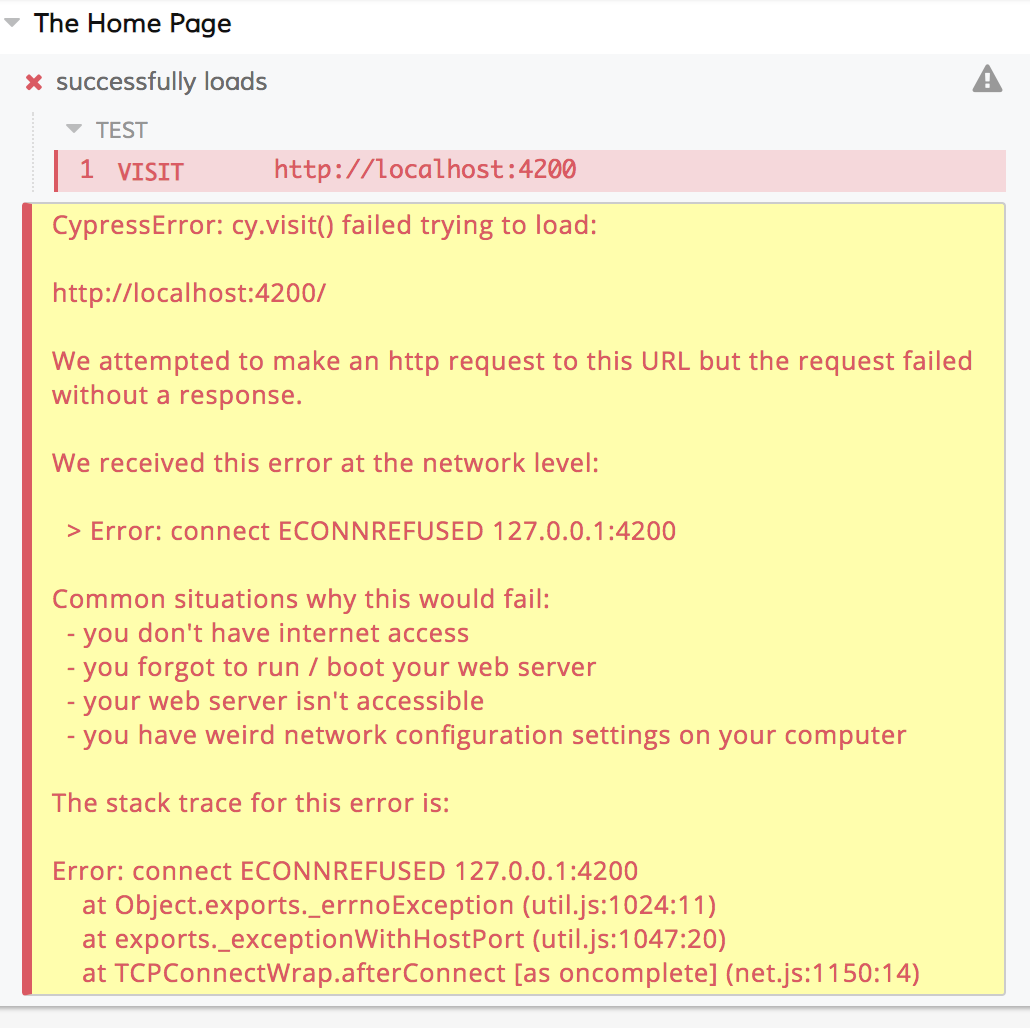 The Home Page
successfully loads
TEST
1 VISIT http://localhost:4200
CypressError: cy.visit() failed trying to load:
http://localhost:4200/
We attempted to make an http request to this URL but the request failed
without a response.
We received this error at the network level:
> Error: connect ECONNREFUSED 127.0.0.1:4200
Common situations why this would fail:
- you don't have internet access
- you forgot to run / boot your web server
- your web server isn't accessible
- you have weird network configuration settings on your computer
The stack trace for this error is:
Error: connect ECONNREFUSED 127.0.0.1:4200
at Object.exports._errnoException (util.js:1024:11)
at exports._exceptionWithHostPort (util.js:1047:20)
at TCPConnectWrap.afterConnect [as oncomplete] (net.js:1150:14)